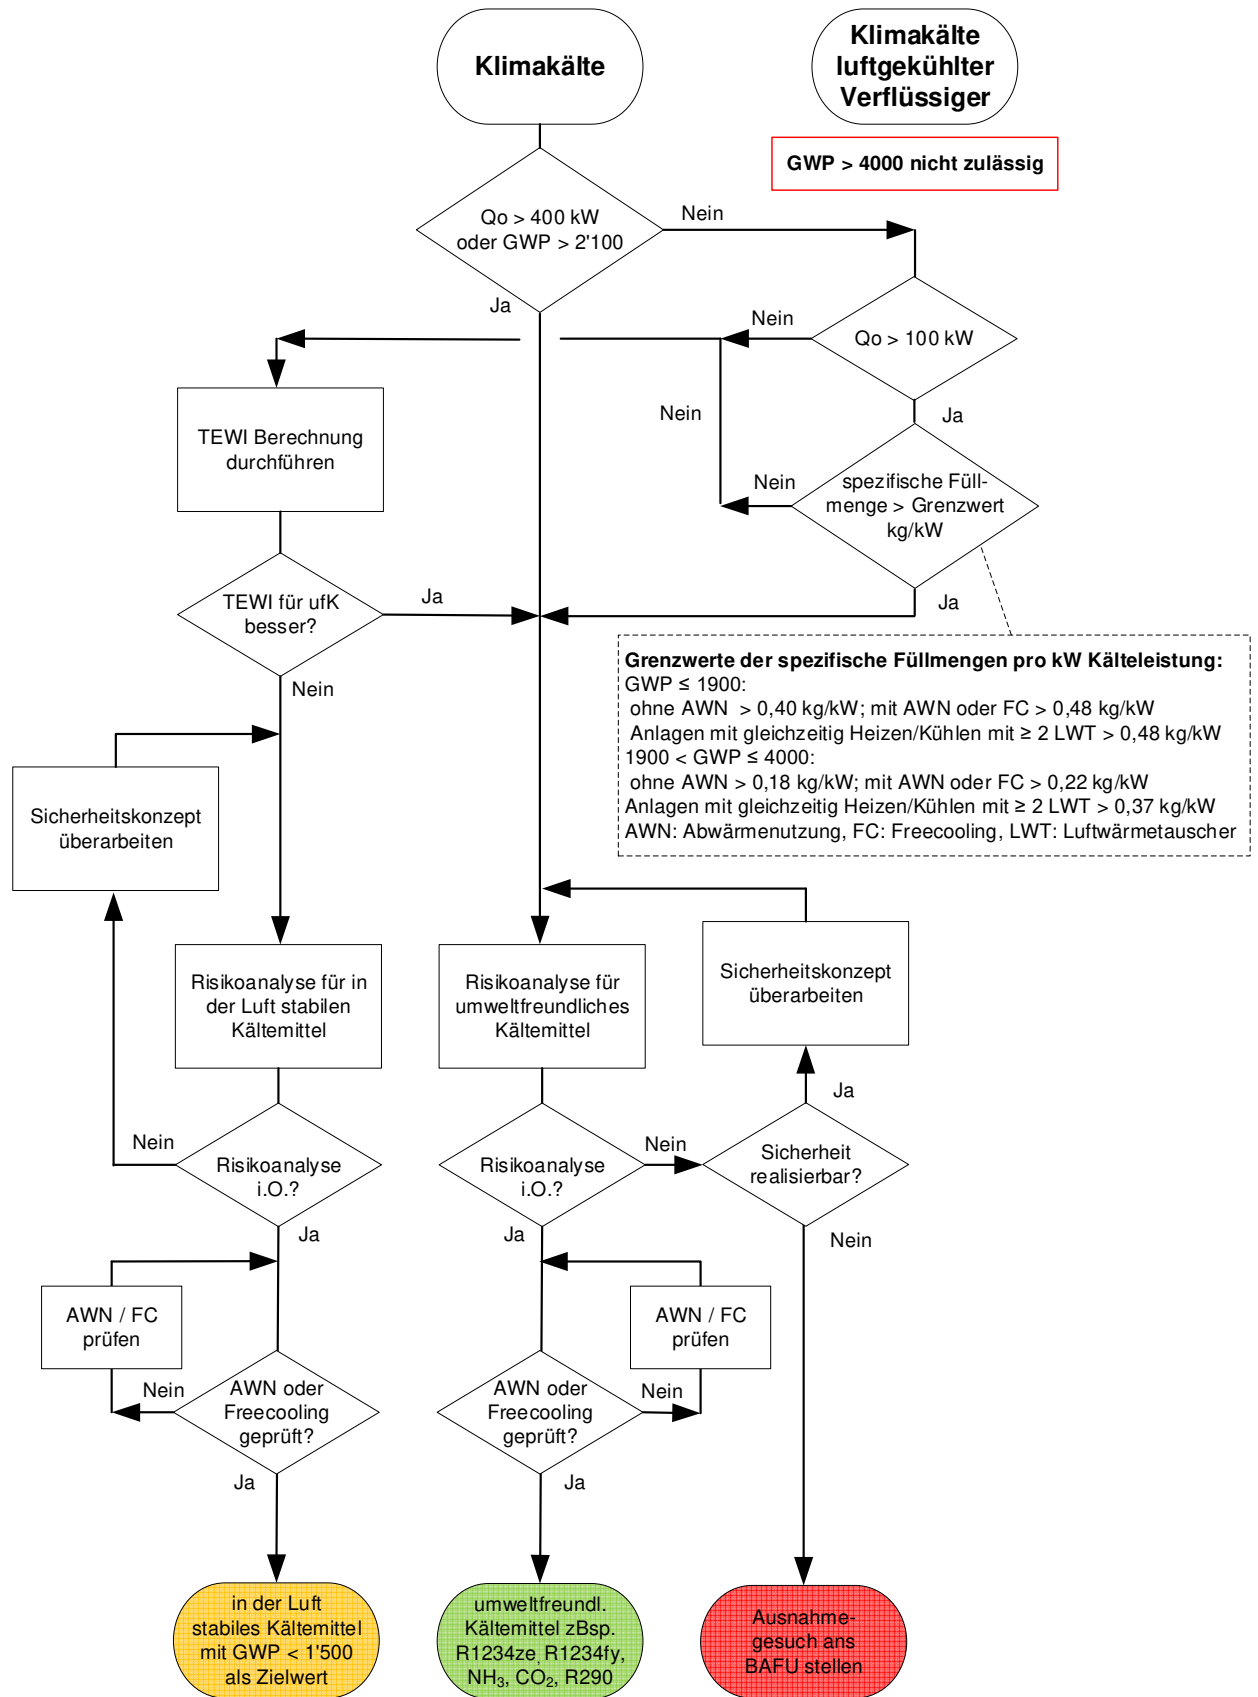 Klimakälte
Klimakälte
luftgekühlter
Verflüssiger
GWP > 4000 nicht zulässig
Qo > 400 kW
oder GWP > 2'100
Nein
Ja
Nein
Qo > 100 kW
Ja
Nein
TEWI Berechnung
durchführen
Nein
spezifische Füll-
menge > Grenzwert
kg/kW
Ja
TEWI für ufK
besser?
Ja
Nein
Grenzwerte der spezifische Füllmengen pro kW Kälteleistung:
GWP ≤ 1900:
ohne AWN > 0,40 kg/kW; mit AWN oder FC > 0,48 kg/kW
Anlagen mit gleichzeitig Heizen/Kühlen mit ≥ 2 LWT > 0,48 kg/kW
1900 < GWP ≤ 4000:
ohne AWN > 0,18 kg/kW; mit AWN oder FC > 0,22 kg/kW
Anlagen mit gleichzeitig Heizen/Kühlen mit ≥ 2 LWT > 0,37 kg/kW
AWN: Abwärmenutzung, FC: Freecooling, LWT: Luftwärmetauscher
Sicherheitskonzept
überarbeiten
Risikoanalyse für in
der Luft stabilen
Kältemittel
Risikoanalyse für
umweltfreundliches
Kältemittel
Sicherheitskonzept
überarbeiten
Ja
Nein
Risikoanalyse
i.O.?
Ja
Risikoanalyse
i.O.?
Nein
Ja
Sicherheit
realisierbar?
Nein
AWN / FC
prüfen
AWN / FC
prüfen
Nein
AWN oder
Freecooling
geprüft?
Ja
AWN oder
Freecooling
geprüft?
Nein
Ja
in der Luft
stabiles Kältemittel
mit GWP < 1'500
als Zielwert
umweltfreundl.
Kältemittel zBsp.
R1234ze, R1234fy,
NH₃, CO₂, R290
Ausnahme-
gesuch ans
BAFU stellen